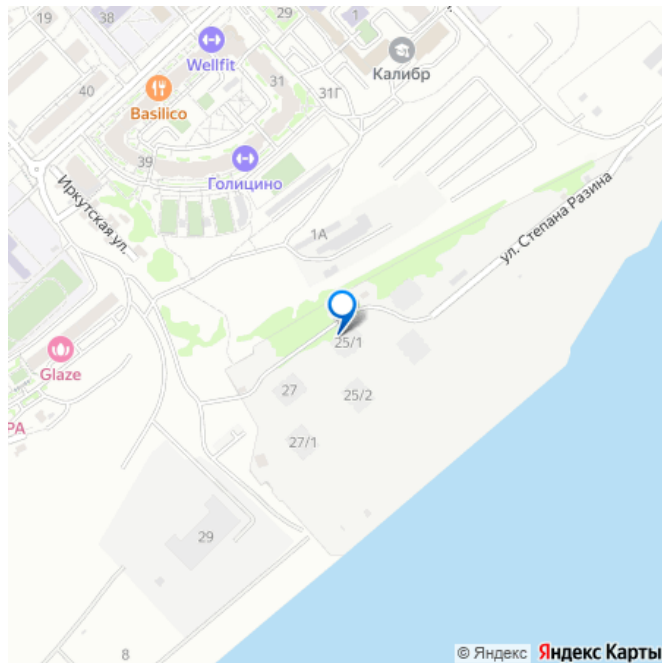 19
38
29
1
Wellfit
Калибр
40
31
31Г
Basilico
39
Голицино
Иркутская ул.
1А
ул. Степана Разина
25/1
Glaze
27
25/2
РА
27/1
29
8
© Яндекс Яндекс Карты